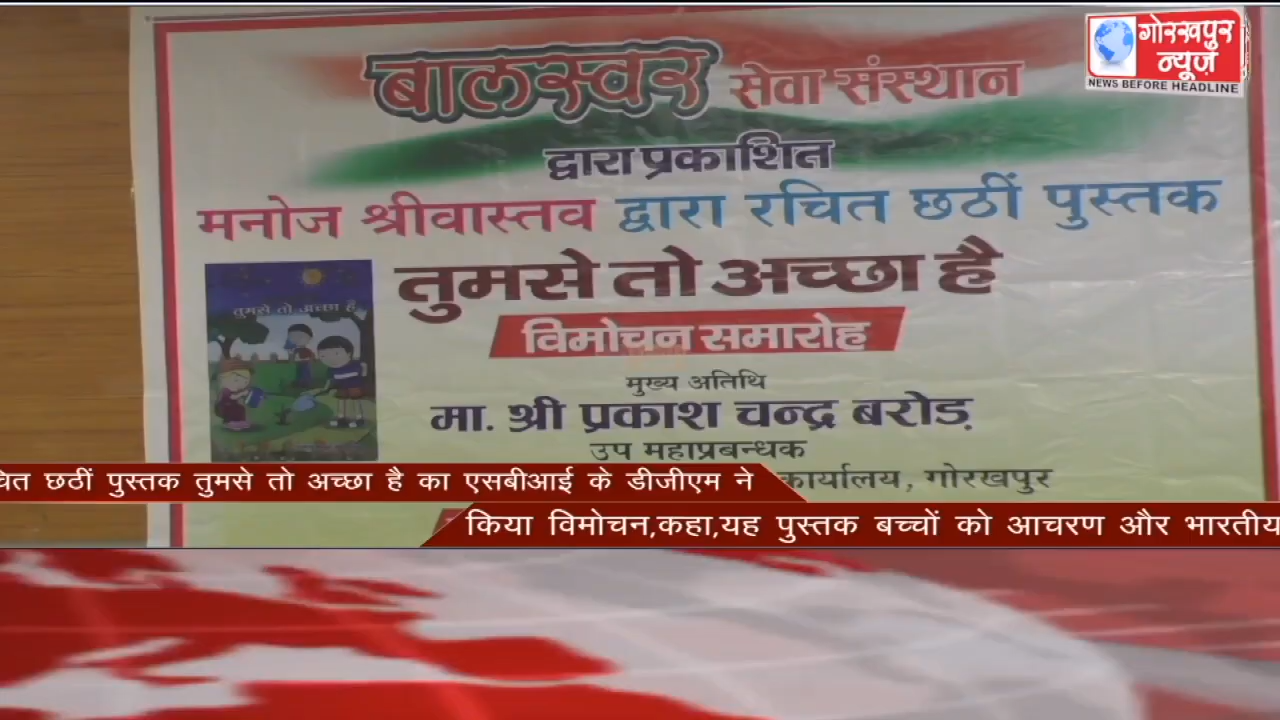 गोरखपुर
न्यूज़
NEWS BEFORE HEADLINE
बालस्वर सेवा संस्थान
द्वारा प्रकाशित
मनोज श्रीवास्तव द्वारा रचित छठीं पुस्तक
तुमसे तो अच्छा है
तुमसे तो अच्छा है
विमोचन समारोह
मुख्य अतिथि
मा. श्री प्रकाश चन्द्र बरोड़
उप महाप्रबन्धक
कार्यालय, गोरखपुर
चित छठीं पुस्तक तुमसे तो अच्छा है का एसबीआई के डीजीएम ने
किया विमोचन,कहा,यह पुस्तक बच्चों को आचरण और भारतीय